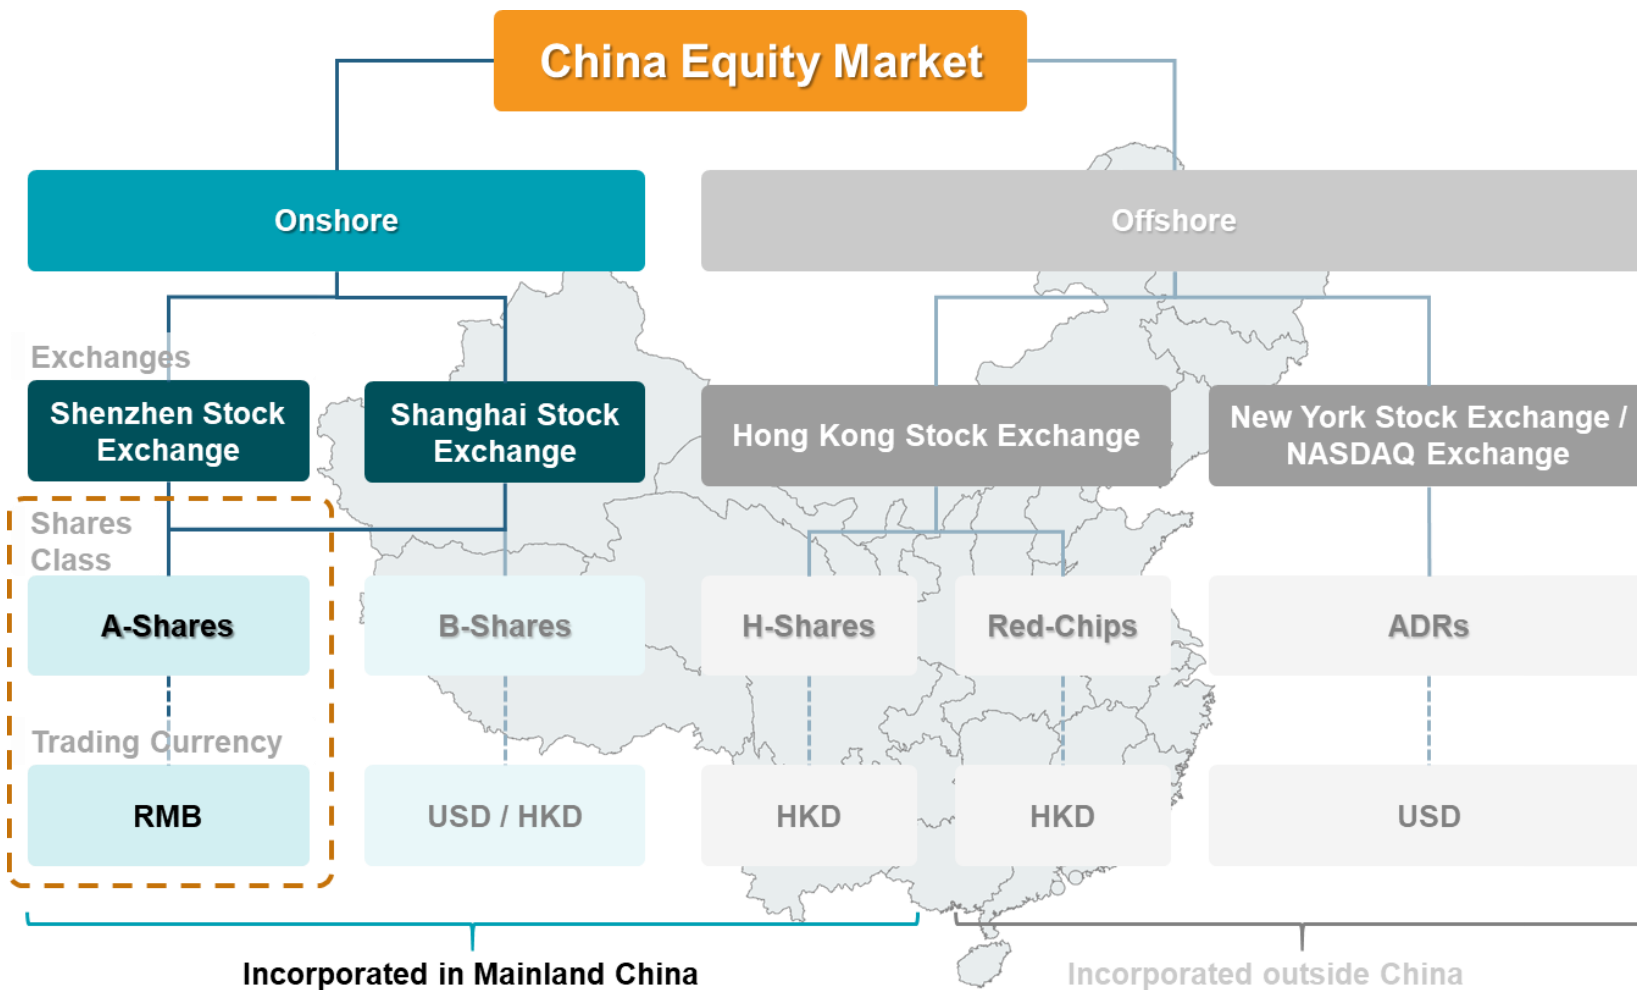 China Equity Market
Onshore
Offshore
Exchanges
Shenzhen Stock
Exchange
Shanghai Stock
Exchange
Hong Kong Stock Exchange
New York Stock Exchange /
NASDAQ Exchange
Shares
Class
A-Shares
B-Shares
H-Shares
Red-Chips
ADRs
Trading Currency
RMB
USD / HKD
HKD
HKD
USD
Incorporated in Mainland China
Incorporated outside China